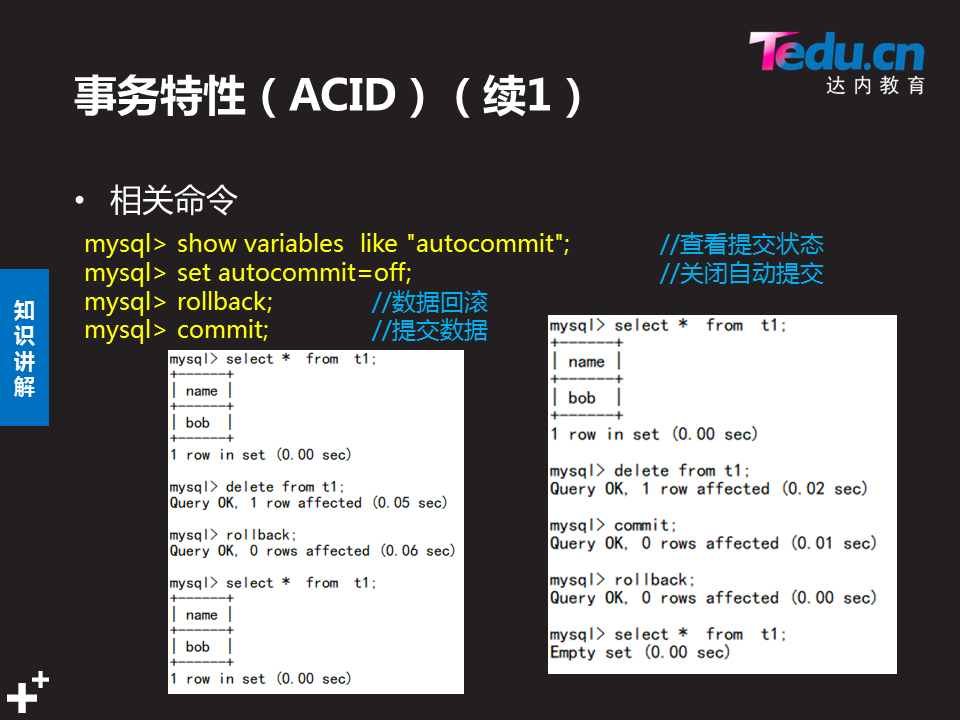 Tedu.cn
达内教育
事务特性（ACID）（续1）
• 相关命令
mysql> show variables  like "autocommit";  //查看提交状态
mysql> set autocommit=off;  //关闭自动提交
mysql> rollback;  //数据回滚
mysql> commit;  //提交数据
知识讲解
mysql> select *  from  t1;
+------+
| name |
+------+
| bob  |
+------+
1 row in set (0.00 sec)
mysql> delete from t1;
Query OK, 1 row affected (0.05 sec)
mysql> rollback;
Query OK, 0 rows affected (0.06 sec)
mysql> select *  from  t1;
+------+
| name |
+------+
| bob  |
+------+
1 row in set (0.00 sec)
mysql> select *  from  t1;
+------+
| name |
+------+
| bob  |
+------+
1 row in set (0.00 sec)
mysql> delete from t1;
Query OK, 1 row affected (0.02 sec)
mysql> commit;
Query OK, 0 rows affected (0.01 sec)
mysql> rollback;
Query OK, 0 rows affected (0.00 sec)
mysql> select *  from  t1;
Empty set (0.00 sec)